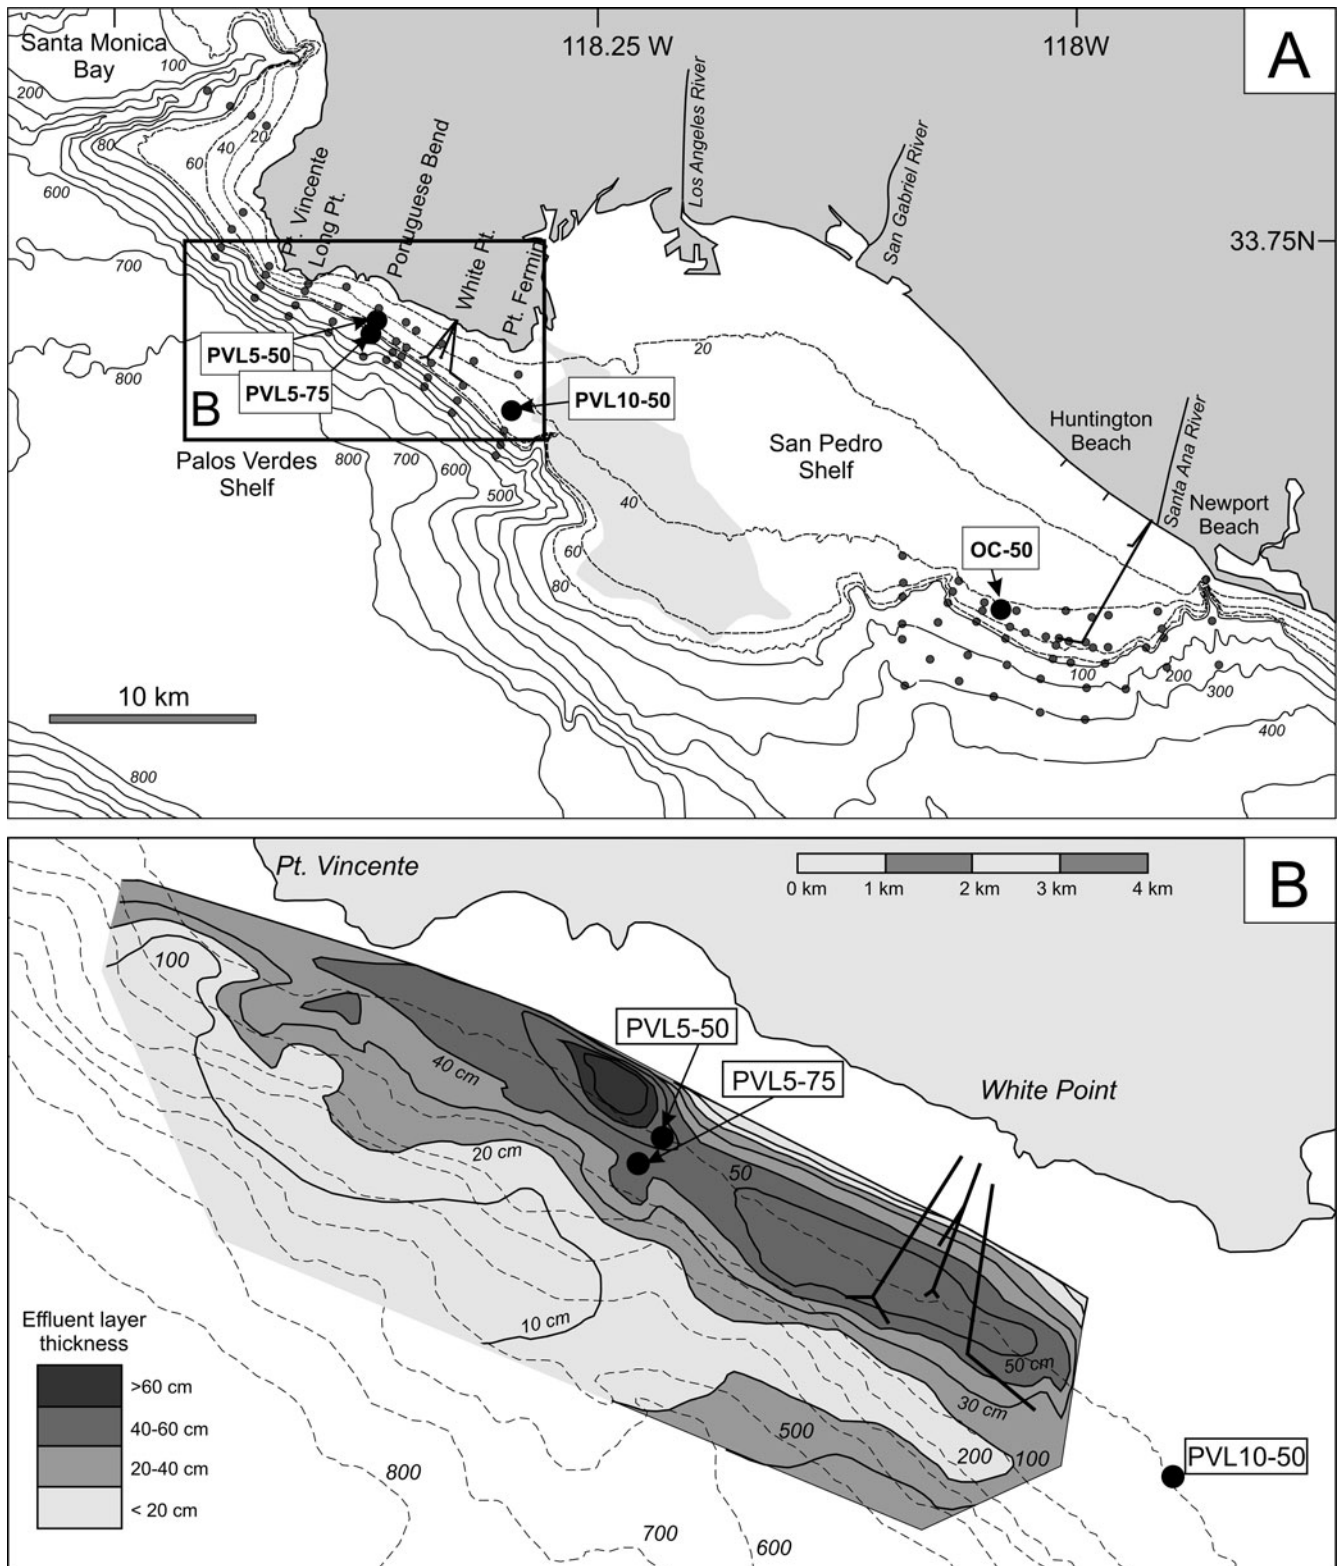 Santa Monica
Bay
118.25 W
118W
A
100
200
20
40
60
80
600
700
800
Pt. Vincente
Long Pt.
Portuguese Bend
White Pt.
Pt. Fermin
Los Angeles River
San Gabriel River
33.75N
PVL5-50
PVL5-75
B
PVL10-50
20
Palos Verdes
Shelf
800
700
600
500
40
60
80
San Pedro
Shelf
Huntington
Beach
Santa Ana River
Newport
Beach
OC-50
100
200
300
400
10 km
800
Pt. Vincente
0 km
1 km
2 km
3 km
4 km
B
100
PVL5-50
PVL5-75
White Point
40 cm
20 cm
50
10 cm
50 cm
30 cm
Effluent layer
thickness
>60 cm
40-60 cm
20-40 cm
< 20 cm
500
200
100
800
700
600
PVL10-50